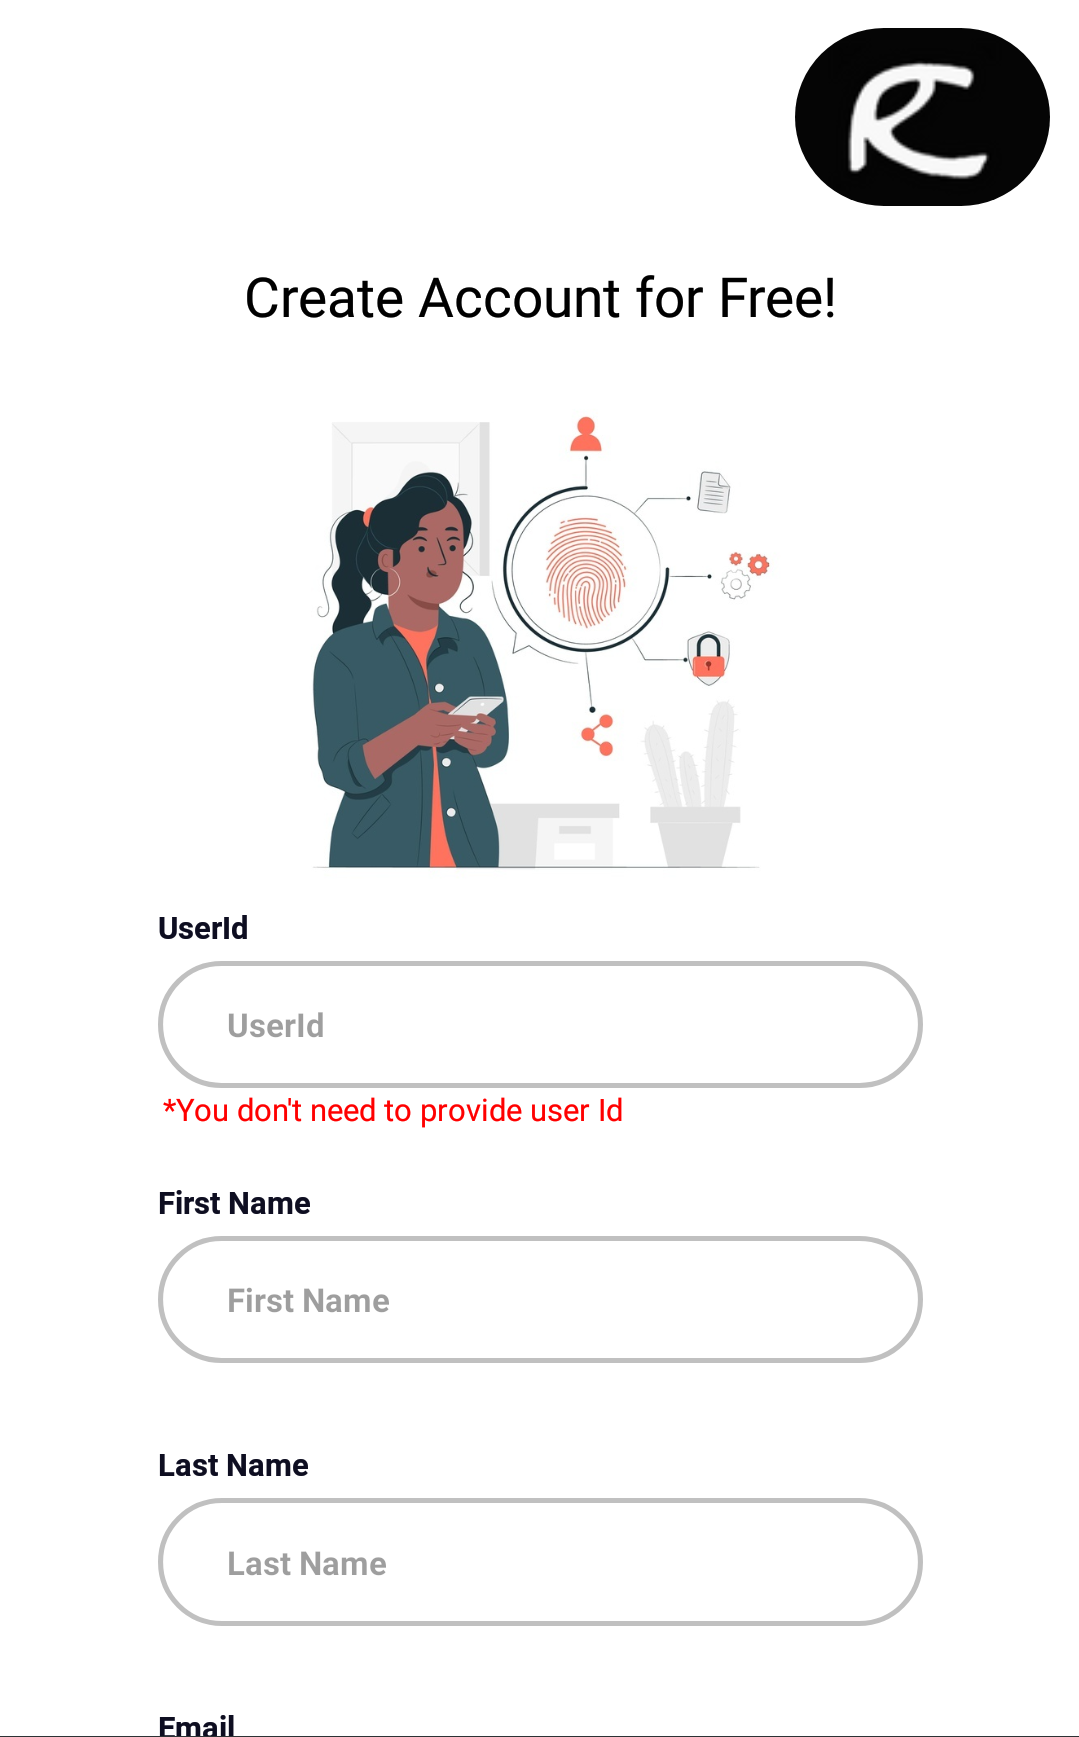 RC
Create Account for Free!
UserId
UserId
*You don't need to provide user Id
First Name
First Name
Last Name
Last Name
Email